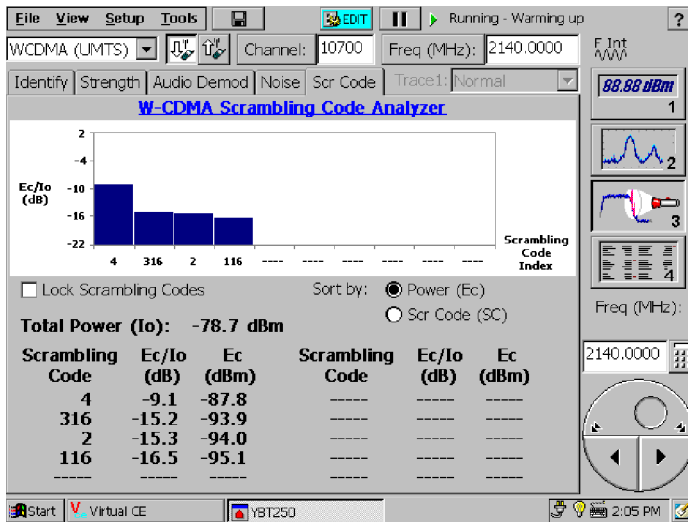 File View Setup Tools EDIT Running - Warming up ?
WCDMA (UMTS) Channel: 10700 Freq (MHz): 2140.0000 F Int
Identify Strength Audio Demod Noise Scr Code Trace1: Normal
88.88 dBm
1
W-CDMA Scrambling Code Analyzer
2
-4
Ec/Io
(dB)
-10
-16
-22
4 316 2 116 ---- ---- ---- ---- ---- ----
Scrambling
Code
Index
2
3
4
Lock Scrambling Codes Sort by: Power (Ec)
Scr Code (SC)
Freq (MHz):
2140.0000
Total Power (Io): -78.7 dBm
Scrambling Ec/Io Ec Scrambling Ec/Io Ec
Code (dB) (dBm) Code (dB) (dBm)
4 -9.1 -87.8 ----- ----- -----
316 -15.2 -93.9 ----- ----- -----
2 -15.3 -94.0 ----- ----- -----
116 -16.5 -95.1 ----- ----- -----
----- ----- ----- ----- ----- -----
Start Virtual CE YBT250 2:05 PM